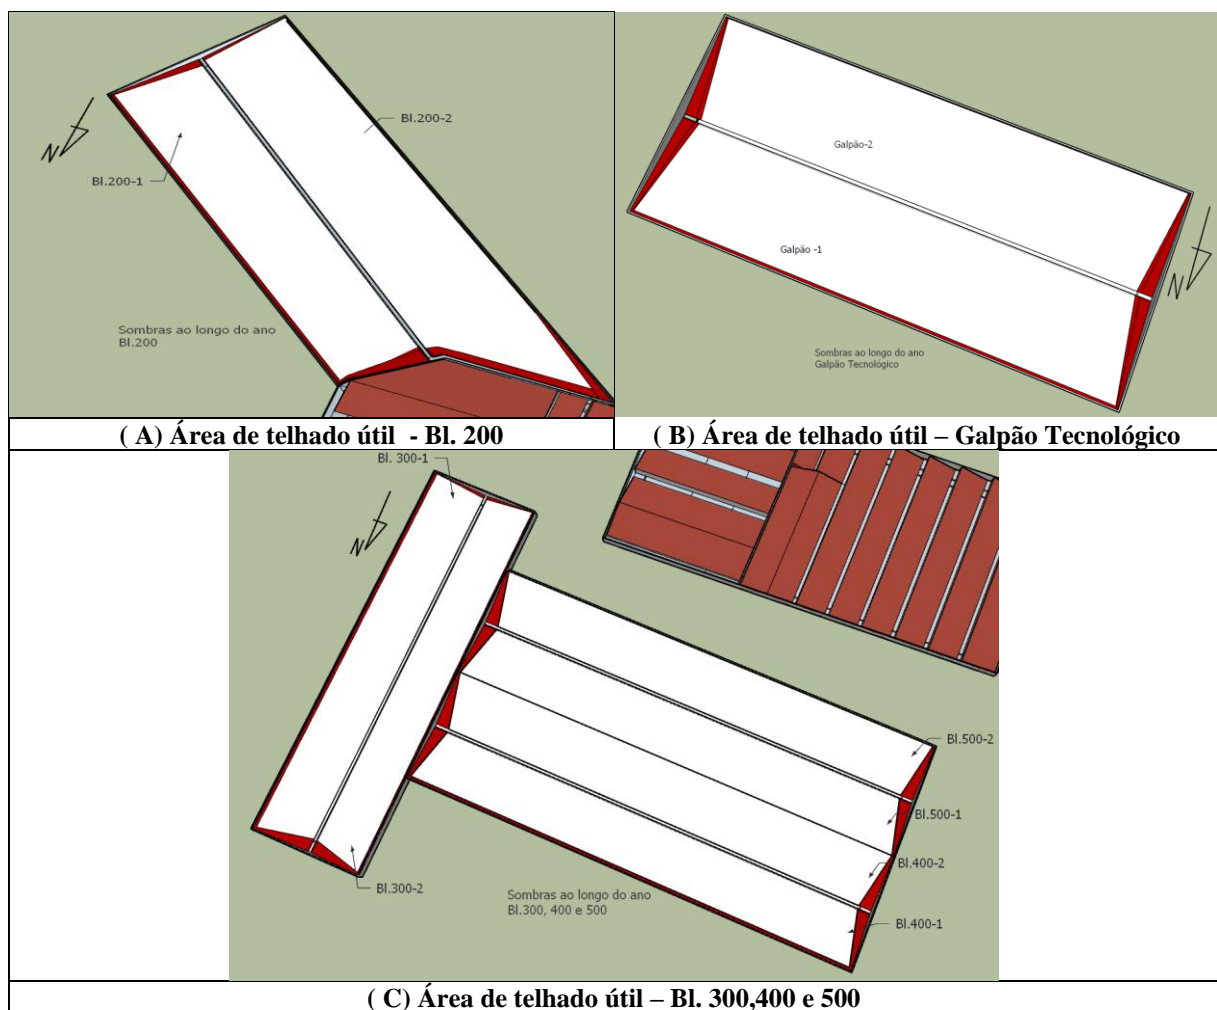 Bl.200-2
N
Bl.200-1
Sombras ao longo do ano
Bl.200
( A) Área de telhado útil - Bl. 200
Galpão-2
Galpão -1
N
Sombras ao longo do ano
Galpão Tecnológico
( B) Área de telhado útil – Galpão Tecnológico
Bl. 300-1
N
Bl.500-2
Bl.500-1
Bl.400-2
Bl.300-2
Sombras ao longo do ano
Bl.300, 400 e 500
Bl.400-1
( C) Área de telhado útil – Bl. 300,400 e 500